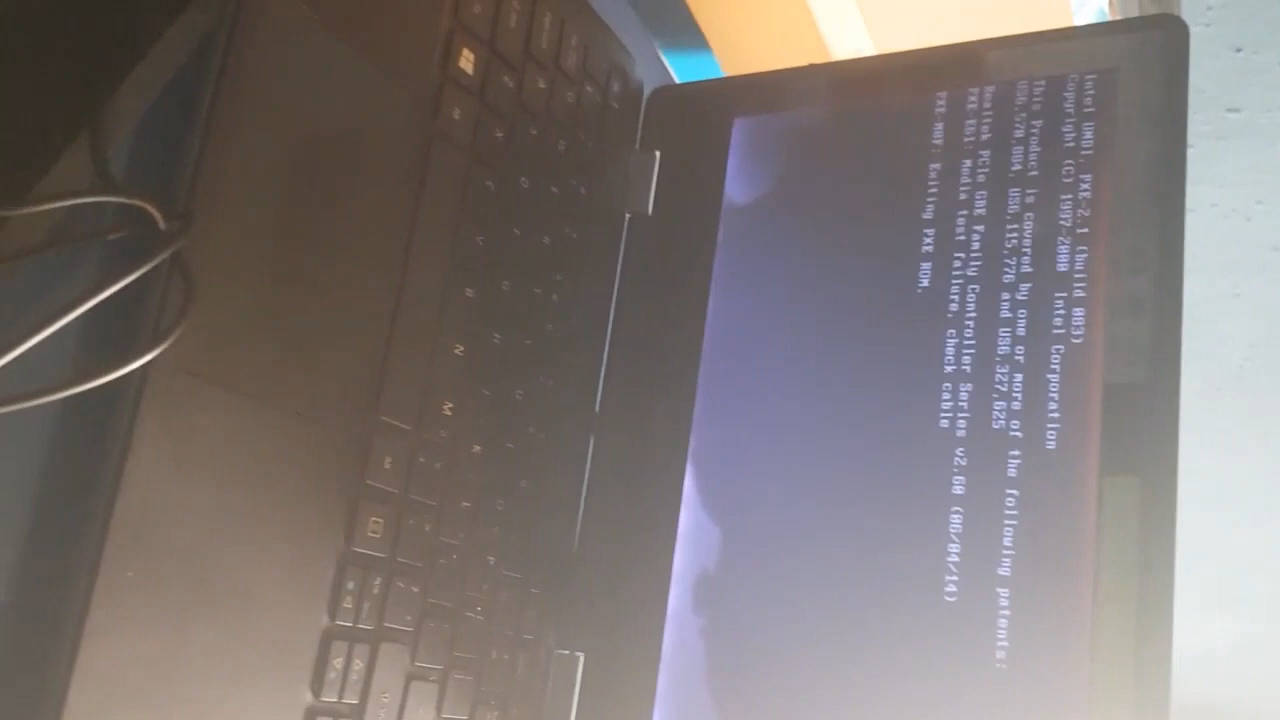 Intel UNDI, PXE-2.1 (build 083)
Copyright (C) 1997-2000 Intel Corporation
This Product is covered by one or more of the following patents:
US6,570,884, US6,115,776 and US6,327,625
Realtek PCIe GBE Family Controller Series v2.60 (06/04/14)
PXE-E61: Media test failure, check cable
PXE-M0F: Exiting PXE ROM.
N
M